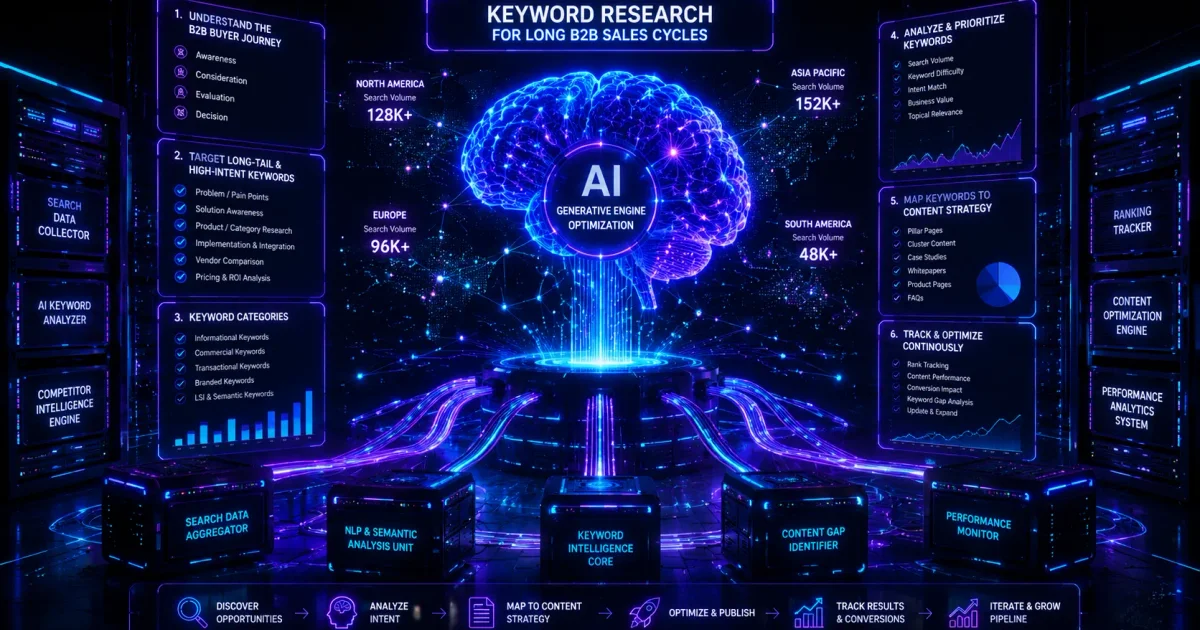 KEYWORD RESEARCH
FOR LONG B2B SALES CYCLES
1. UNDERSTAND THE
B2B BUYER JOURNEY
Awareness
Consideration
Evaluation
Decision
2. TARGET LONG-TAIL &
HIGH-INTENT KEYWORDS
Problem / Pain Points
Solution Awareness
Product / Category Research
Implementation & Integration
Vendor Comparison
Pricing & ROI Analysis
3. KEYWORD CATEGORIES
Informational Keywords
Commercial Keywords
Transactional Keywords
Branded Keywords
LSI & Semantic Keywords
SEARCH
DATA
COLLECTOR
AI KEYWORD
ANALYZER
COMPETITOR
INTELLIGENCE
ENGINE
NORTH AMERICA
Search Volume
128K+
EUROPE
Search Volume
96K+
AI
GENERATIVE ENGINE
OPTIMIZATION
ASIA PACIFIC
Search Volume
152K+
SOUTH AMERICA
Search Volume
48K+
4. ANALYZE & PRIORITIZE
KEYWORDS
Search Volume
Keyword Difficulty
Intent Match
Business Value
Topical Relevance
5. MAP KEYWORDS TO
CONTENT STRATEGY
Pillar Pages
Cluster Content
Case Studies
Whitepapers
Product Pages
FAQs
6. TRACK & OPTIMIZE
CONTINOUSLY
Rank Tracking
Content Performance
Conversion Impact
Keyword Gap Analysis
Update & Expand
RANKING
TRACKER
CONTENT
OPTIMIZATION
ENGINE
PERFORMANCE
ANALYTICS
SYSTEM
SEARCH DATA
AGGREGATOR
NLP & SEMANTIC
ANALYSIS UNIT
KEYWORD
INTELLIGENCE
CORE
CONTENT GAP
IDENTIFIER
PERFORMANCE
MONITOR
DISCOVER
OPPORTUNITIES
ANALYZE
INTENT
MAP TO CONTENT
STRATEGY
OPTIMIZE & PUBLISH
TRACK RESULTS
& CONVERSIONS
ITERATE & GROW
PIPELINE